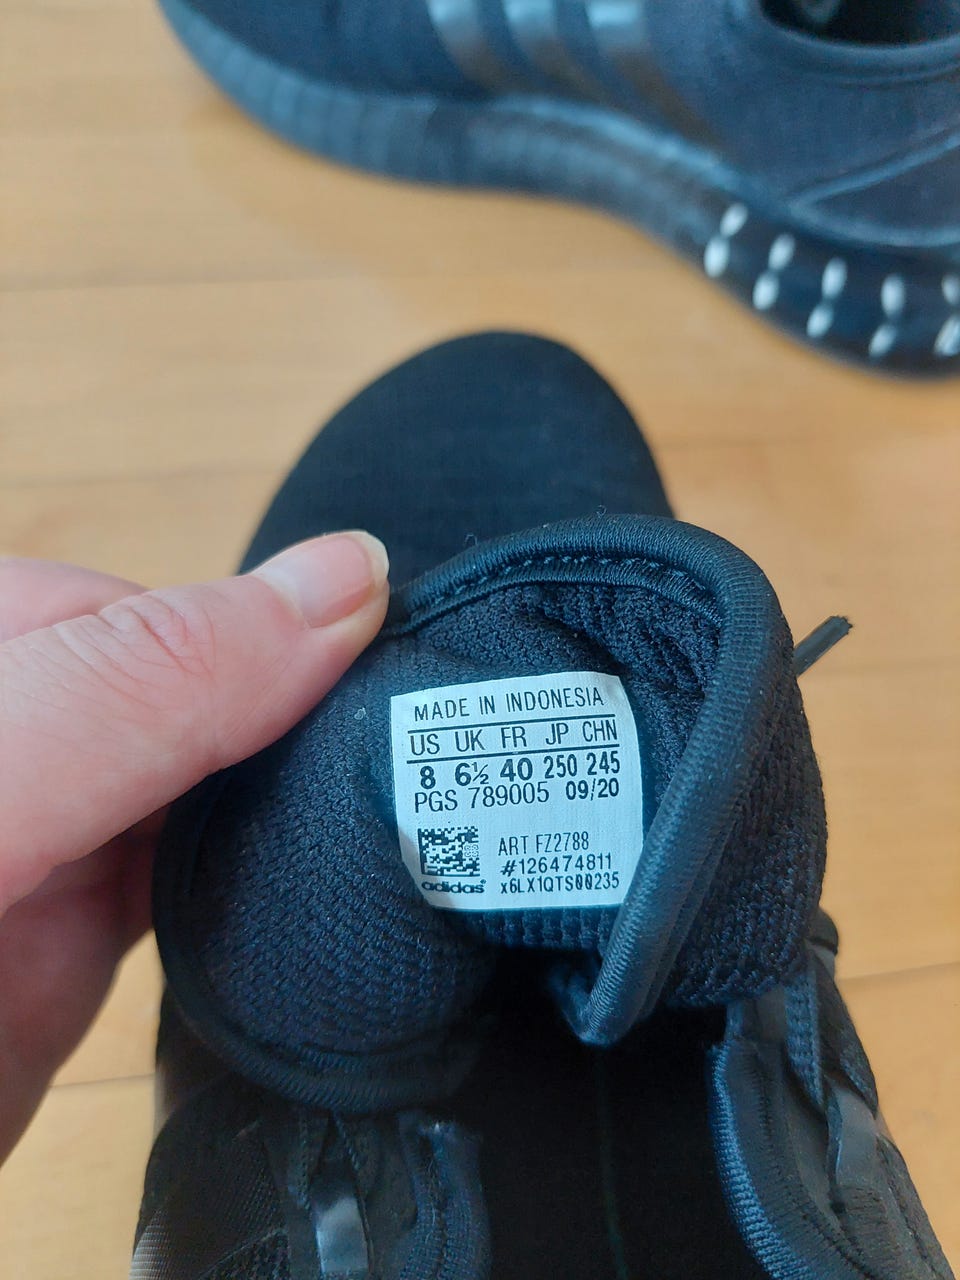 MADE IN INDONESIA
US UK FR JP CHN
8 6½ 40 250 245
PGS 789005 09/20
ART FZ2788
#126474811
adidas x6LX1QTS00235